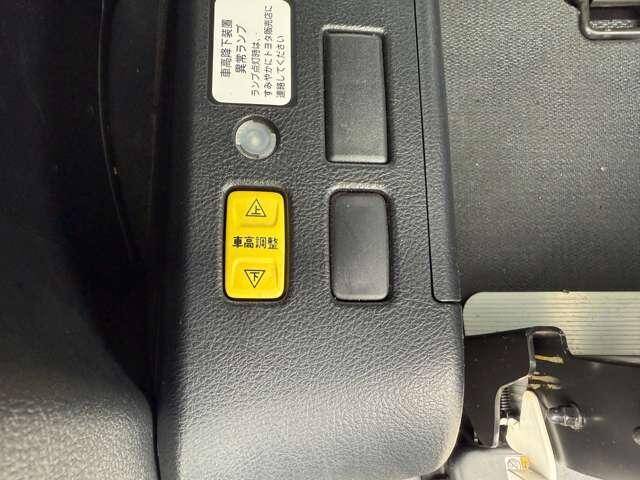 車高降下装置
異常ランプ
ランプ点灯時は、
すみやかにトヨタ販売店に
連絡してください
上
車高調整
下